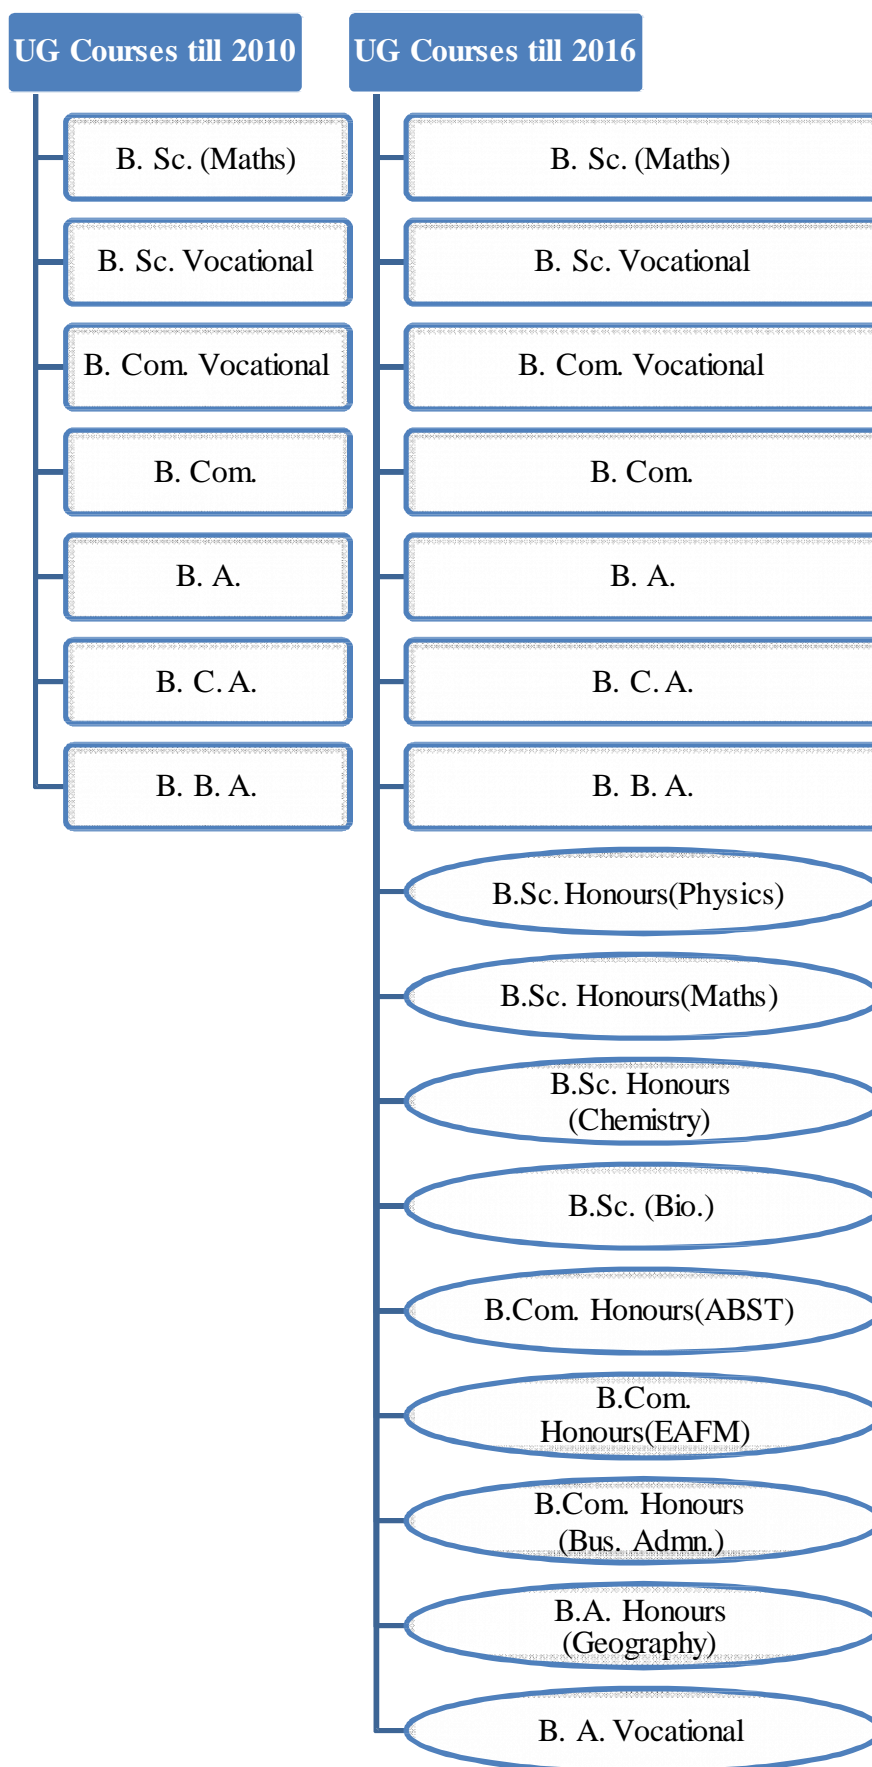 UG Courses till 2010
B. Sc. (Maths)
B. Sc. Vocational
B. Com. Vocational
B. Com.
B. A.
B. C. A.
B. B. A.
UG Courses till 2016
B. Sc. (Maths)
B. Sc. Vocational
B. Com. Vocational
B. Com.
B. A.
B. C. A.
B. B. A.
B.Sc. Honours(Physics)
B.Sc. Honours(Maths)
B.Sc. Honours
(Chemistry)
B.Sc. (Bio.)
B.Com. Honours(ABST)
B.Com.
Honours(EAFM)
B.Com. Honours
(Bus. Admn.)
B.A. Honours
(Geography)
B. A. Vocational